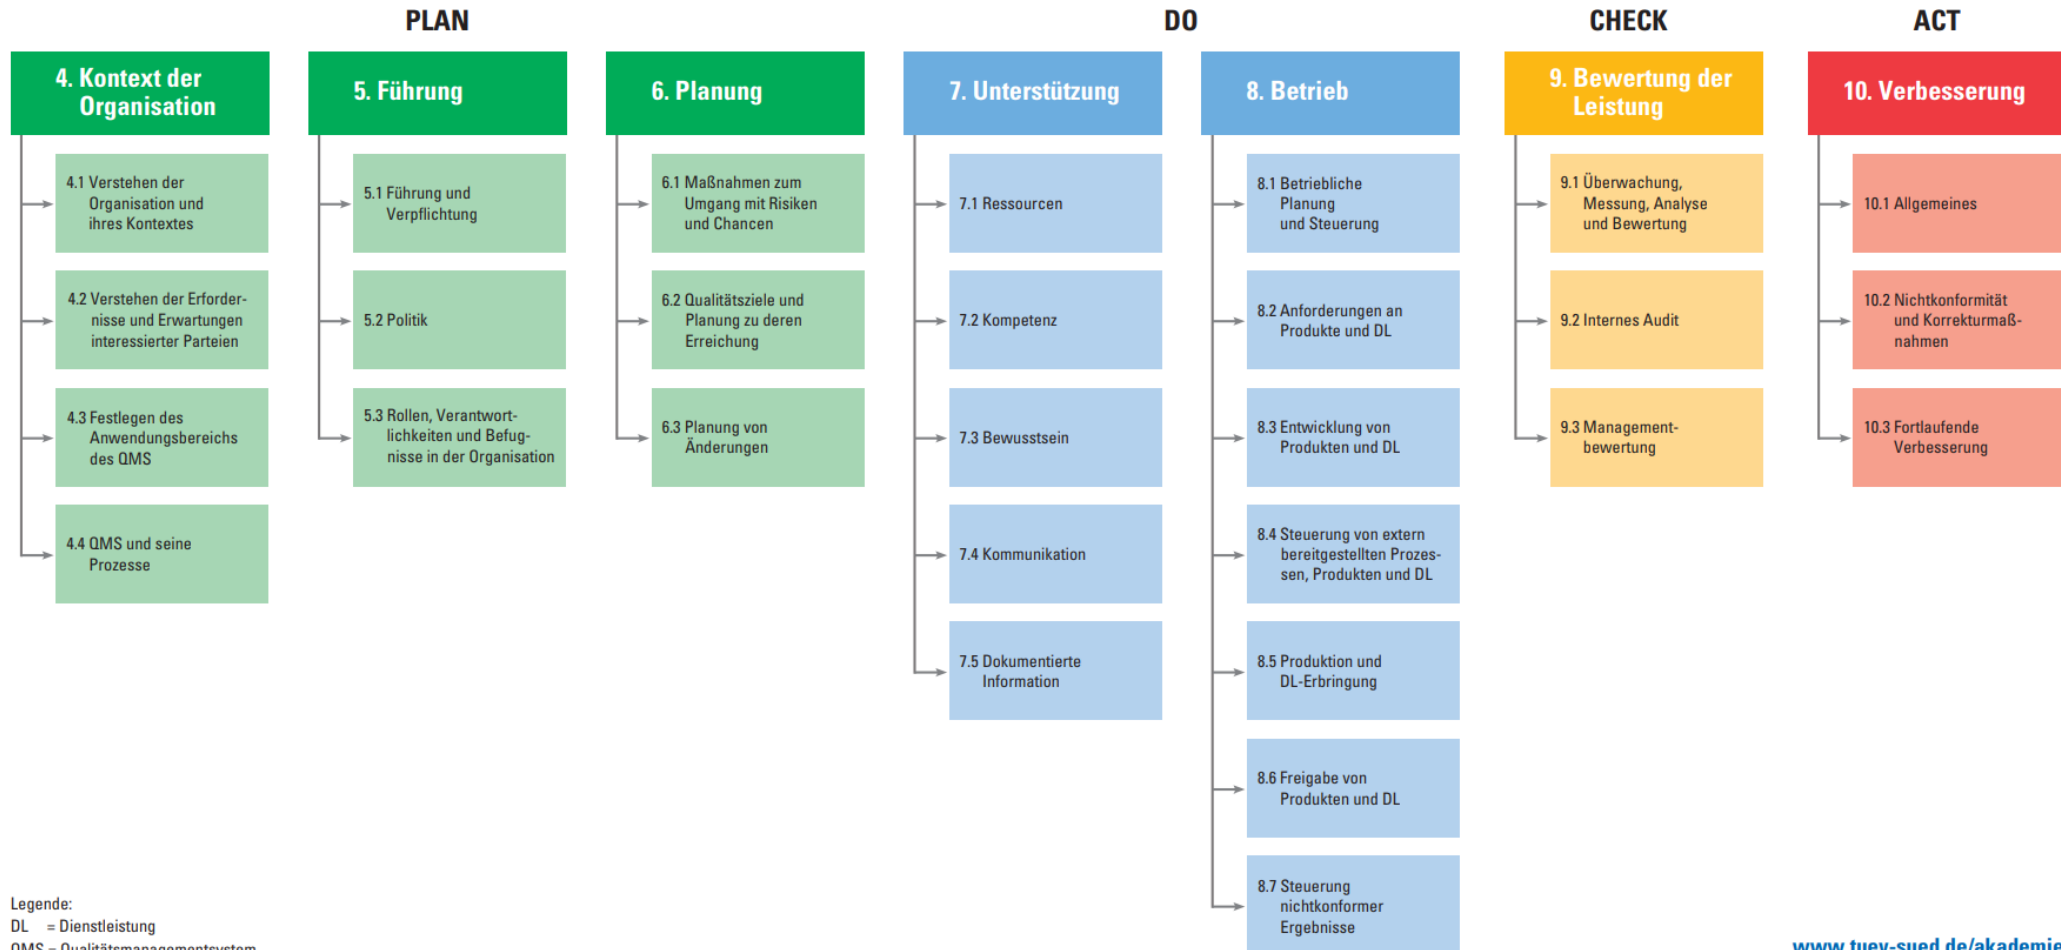 PLAN
DO
CHECK
ACT
4. Kontext der
Organisation
4.1 Verstehen der
Organisation und
ihres Kontextes
4.2 Verstehen der Erforder-
nisse und Erwartungen
interessierter Parteien
4.3 Festlegen des
Anwendungsbereichs
des QMS
4.4 QMS und seine
Prozesse
5. Führung
5.1 Führung und
Verpflichtung
5.2 Politik
5.3 Rollen, Verantwort-
lichkeiten und Befug-
nisse in der Organisation
6. Planung
6.1 Maßnahmen zum
Umgang mit Risiken
und Chancen
6.2 Qualitätsziele und
Planung zu deren
Erreichung
6.3 Planung von
Änderungen
7. Unterstützung
7.1 Ressourcen
7.2 Kompetenz
7.3 Bewusstsein
7.4 Kommunikation
7.5 Dokumentierte
Information
8. Betrieb
8.1 Betriebliche
Planung
und Steuerung
8.2 Anforderungen an
Produkte und DL
8.3 Entwicklung von
Produkten und DL
8.4 Steuerung von extern
bereitgestellten Prozes-
sen, Produkten und DL
8.5 Produktion und
DL-Erbringung
8.6 Freigabe von
Produkten und DL
8.7 Steuerung
nichtkonformer
Ergebnisse
9. Bewertung der
Leistung
9.1 Überwachung,
Messung, Analyse
und Bewertung
9.2 Internes Audit
9.3 Management-
bewertung
10. Verbesserung
10.1 Allgemeines
10.2 Nichtkonformität
und Korrekturmaß-
nahmen
10.3 Fortlaufende
Verbesserung
Legende:
DL = Dienstleistung
QMS = Qualitätsmanagementsystem
www.tuev-sued.de/akademie